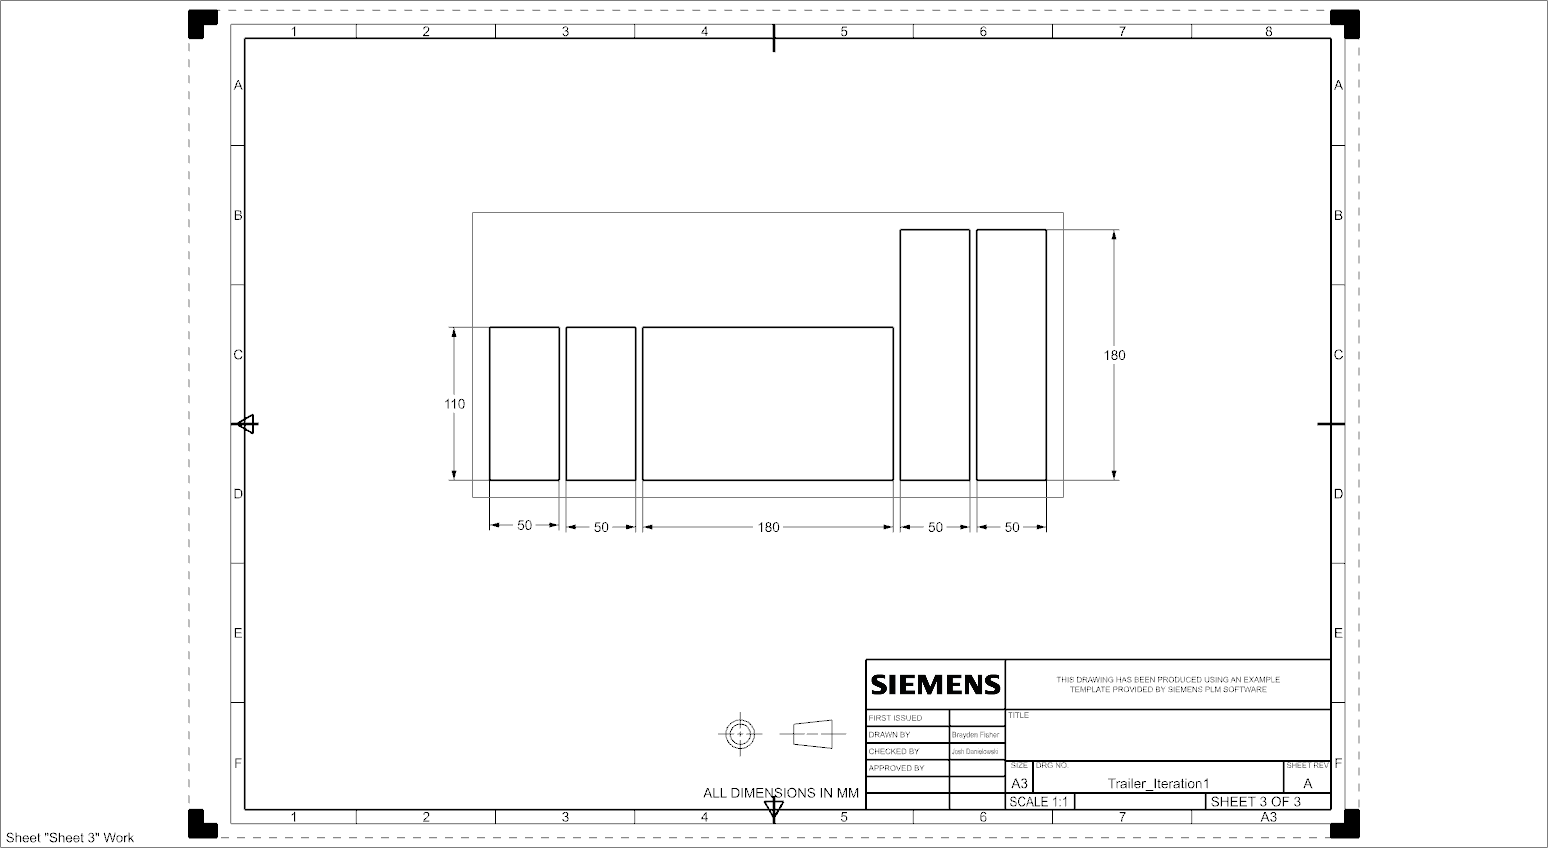 1 2 3 4 5 6 7 8
A A
B B
180
C C
110
D D
50 50 180 50 50
E E
SIEMENS
THIS DRAWING HAS BEEN PRODUCED USING AN EXAMPLE
TEMPLATE PROVIDED BY SIEMENS PLM SOFTWARE
FIRST ISSUED
TITLE
DRAWN BY Brayden Fisher
CHECKED BY Josh Danielowski
APPROVED BY
SIZE DRG NO. SHEET REV
F F
A3 Trailer_Iteration1 A
ALL DIMENSIONS IN MM
SCALE 1:1 SHEET 3 OF 3
1 2 3 4 5 6 7 A3
Sheet "Sheet 3" Work